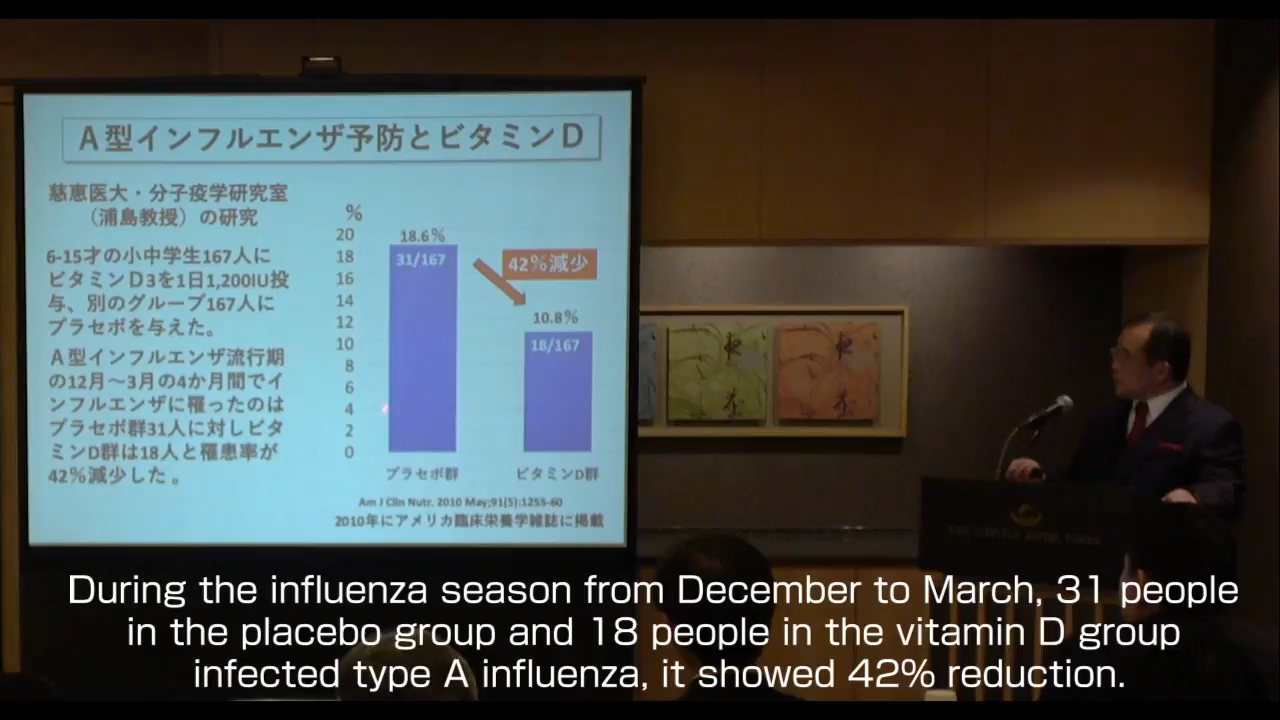 A型インフルエンザ予防とビタミンD
慈恵医大・分子疫学研究室
（浦島教授）の研究
6-15才の小中学生167人に
ビタミンD3を1日1,200IU投
与、別のグループ167人に
プラセボを与えた。
A型インフルエンザ流行期
の12月～3月の4か月間でイ
ンフルエンザに罹ったのは
プラセボ群31人に対しビタ
ミンD群は18人と罹患率が
42%減少した。
%
20
18
16
14
12
10
8
6
4
2
0
18.6%
31/167
42%減少
10.8%
18/167
プラセボ群
ビタミンD群
Am J Clin Nutr. 2010 May;91(5):1255-60
2010年にアメリカ臨床栄養学雑誌に掲載
During the influenza season from December to March, 31 people
in the placebo group and 18 people in the vitamin D group
infected type A influenza, it showed 42% reduction.